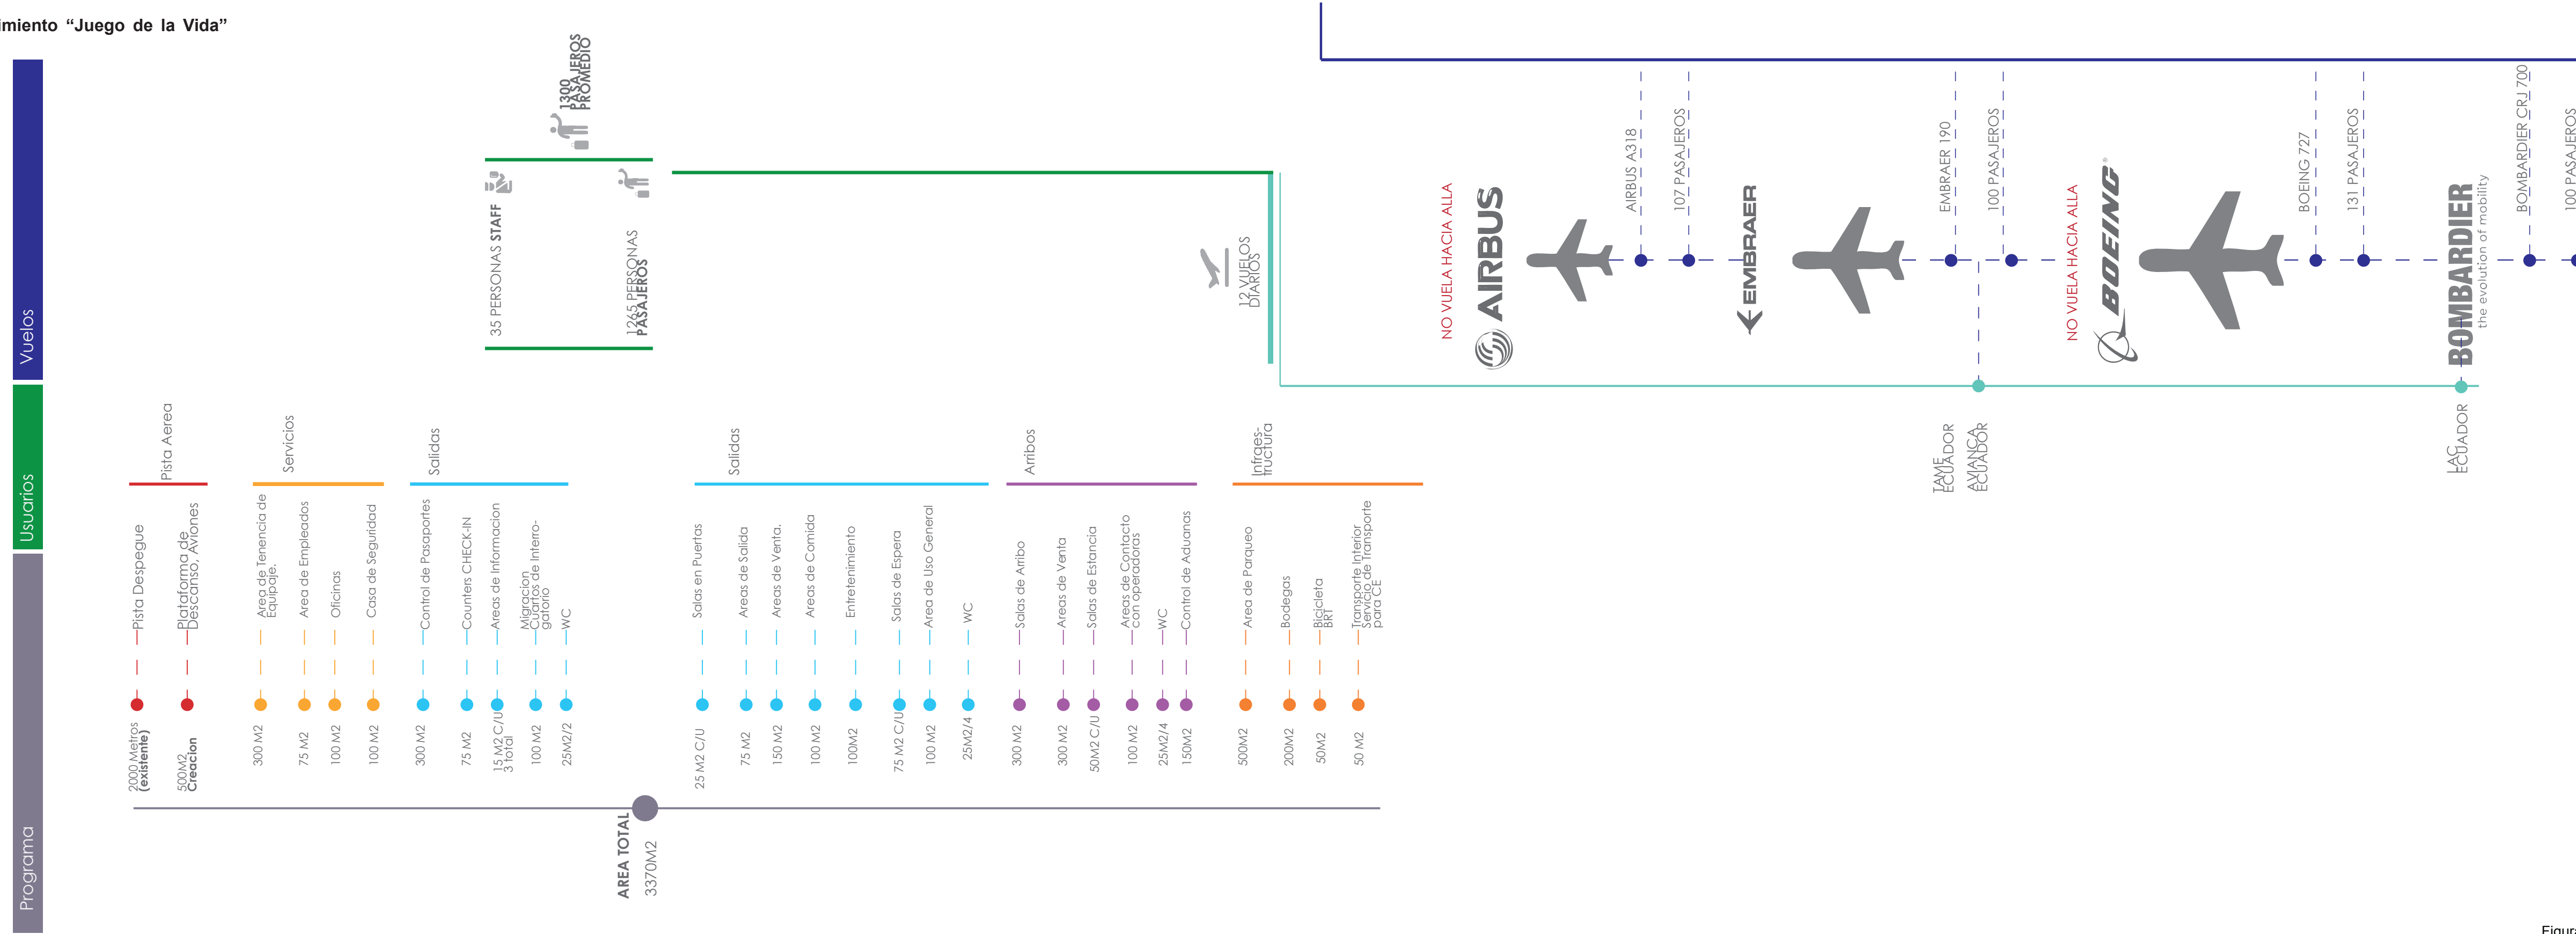 imiento “Juego de la Vida”
Vuelos
Usuarios
Programa
1300
PASAJEROS
PROMEDIO
35 PERSONAS STAFF
1265 PERSONAS
PASAJEROS
12 VUELOS
DIARIOS
NO VUELA HACIA ALLA
AIRBUS
AIRBUS A318
107 PASAJEROS
EMBRAER
EMBRAER 190
100 PASAJEROS
NO VUELA HACIA ALLA
BOEING®
BOEING 727
131 PASAJEROS
BOMBARDIER
the evolution of mobility
BOMBARDIER CRJ 700
100 PASAJEROS
TAME
ECUADOR
AVIANCA
ECUADOR
LAC
ECUADOR
Pista Aerea
Pista Despegue
2000 Metros
(existente)
Plataforma de
Descanso, Aviones
500M2
Creacion
Servicios
Area de Tenenencia de
Equipaje.
300 M2
Area de Empleados
75 M2
Oficinas
100 M2
Casa de Seguridad
100 M2
Salidas
Control de Pasaportes
300 M2
Counters CHECK-IN
75 M2
Areas de Informacion
15 M2 C/U
3 total
Migracion
Cuartos de Interro-
gatorio
100 M2
WC
25M2/2
Salidas
Salas en Puertas
25 M2 C/U
Areas de Salida
75 M2
Areas de Venta.
150 M2
Areas de Comida
100 M2
Entretenimiento
100M2
Salas de Espera
75 M2 C/U
Area de Uso General
100 M2
WC
25M2/4
Arribos
Salas de Arribo
300 M2
Areas de Venta
300 M2
Salas de Estancia
50M2 C/U
Areas de Contacto
con operadoras
100 M2
WC
25M2/4
Control de Aduanas
150M2
Infraes-
tructura
Area de Parqueo
500M2
Bodegas
200M2
Bicicleta
BRT
50M2
Transporte Interior
Servicio de Transporte
para CE
50 M2
AREA TOTAL
3370M2
Figura